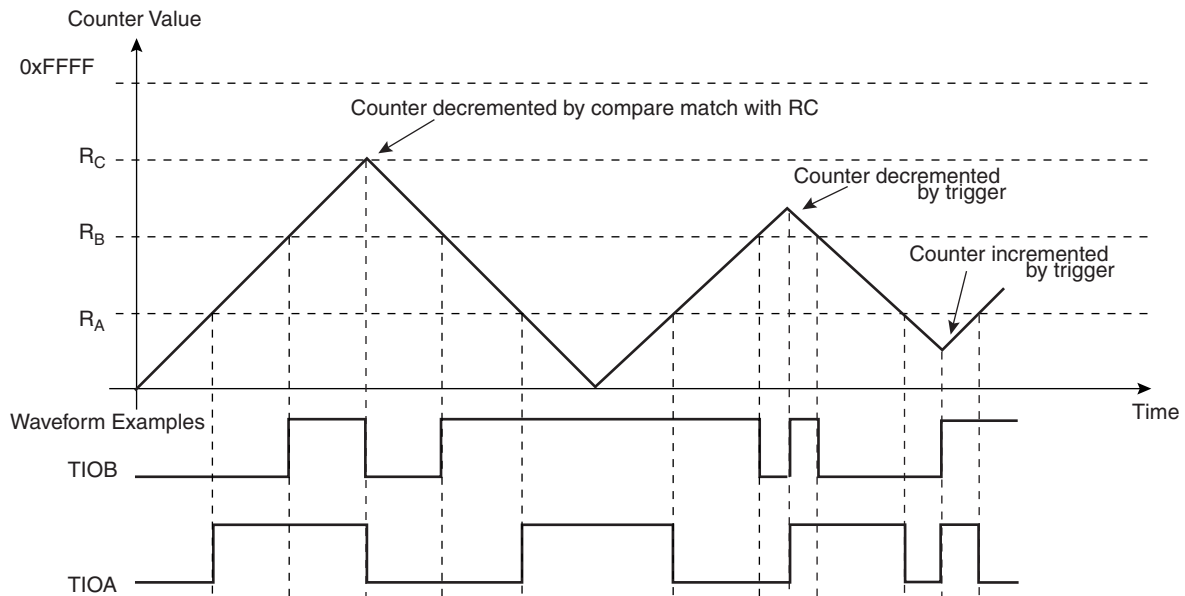 Counter Value
0xFFFF
Counter decremented by compare match with RC
RC
Counter decremented
by trigger
RB
Counter incremented
by trigger
RA
Time
Waveform Examples
TIOB
TIOA